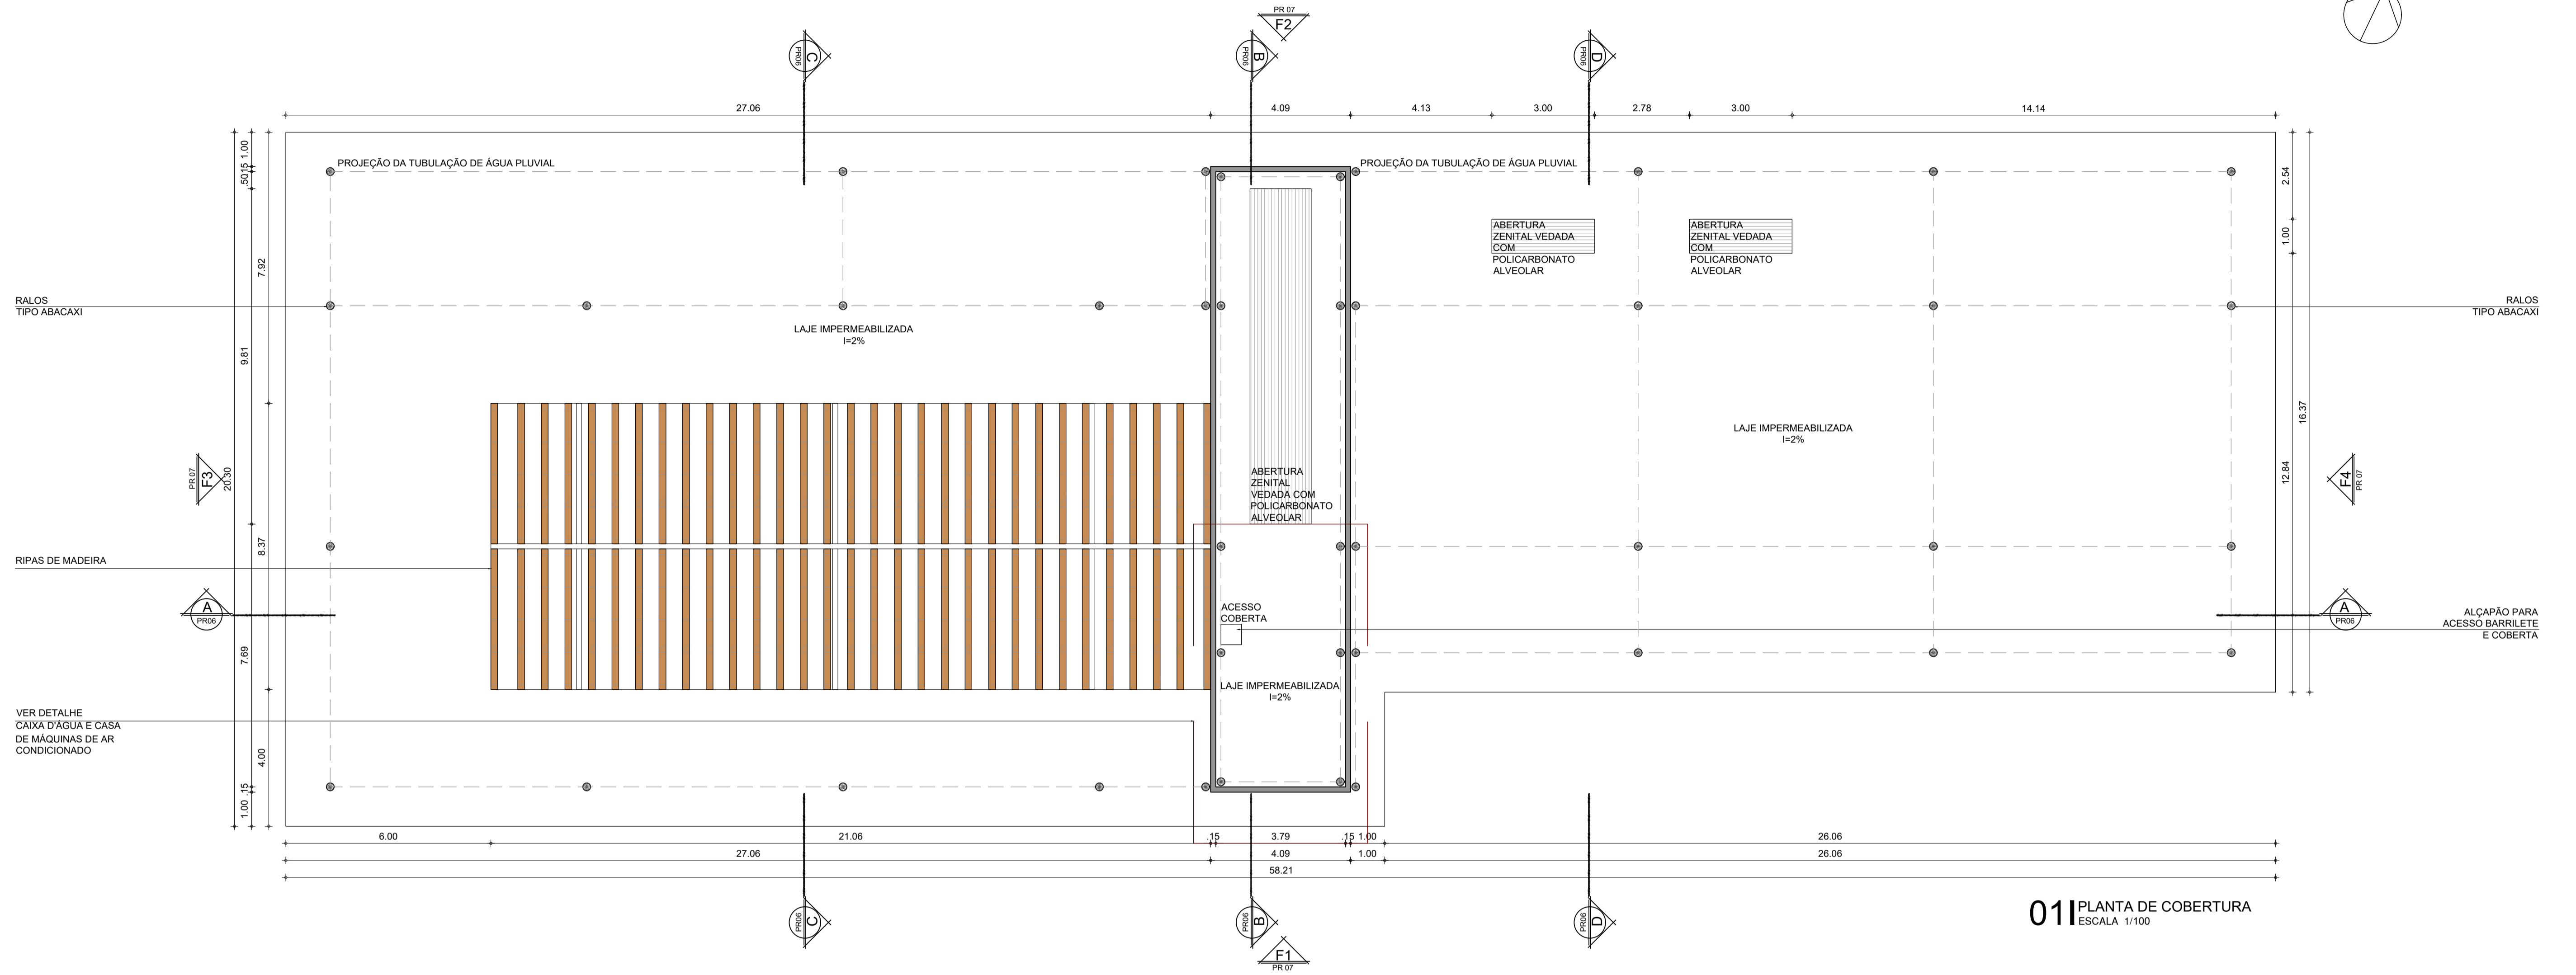 PR 07
F2
C
PR06
B
PR06
D
PR06
27.06
4.09
4.13
3.00
2.78
3.00
14.14
1.00
.15
.50
7.92
9.81
20.30
8.37
7.69
4.00
.15
1.00
2.54
1.00
16.37
12.84
PROJEÇÃO DA TUBULAÇÃO DE ÁGUA PLUVIAL
PROJEÇÃO DA TUBULAÇÃO DE ÁGUA PLUVIAL
ABERTURA
ZENITAL VEDADA
COM
POLICARBONATO
ALVEOLAR
ABERTURA
ZENITAL VEDADA
COM
POLICARBONATO
ALVEOLAR
RALOS
TIPO ABACAXI
RALOS
TIPO ABACAXI
LAJE IMPERMEABILIZADA
I=2%
LAJE IMPERMEABILIZADA
I=2%
PR 07
F3
F4
PR 07
ABERTURA
ZENITAL
VEDADA COM
POLICARBONATO
ALVEOLAR
RIPAS DE MADEIRA
A
PR06
ACESSO
COBERTA
A
PR06
ALÇAPÃO PARA
ACESSO BARRILETE
E COBERTA
LAJE IMPERMEABILIZADA
I=2%
VER DETALHE
CAIXA D'ÁGUA E CASA
DE MÁQUINAS DE AR
CONDICIONADO
6.00
21.06
.15
3.79
.15
1.00
26.06
27.06
4.09
1.00
26.06
58.21
C
PR06
B
PR06
D
PR06
F1
PR 07
01
PLANTA DE COBERTURA
ESCALA 1/100